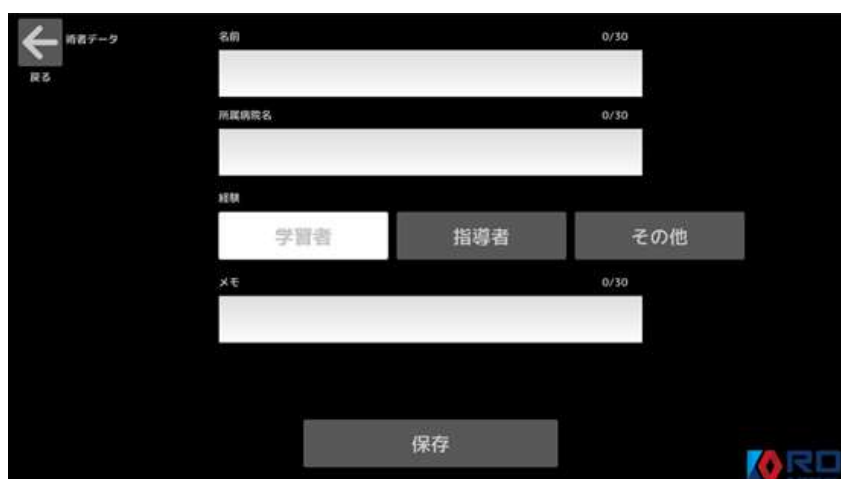 術者データ
戻る
名前 0/30
所属病院名 0/30
経験
学習者 指導者 その他
メモ 0/30
保存
RD